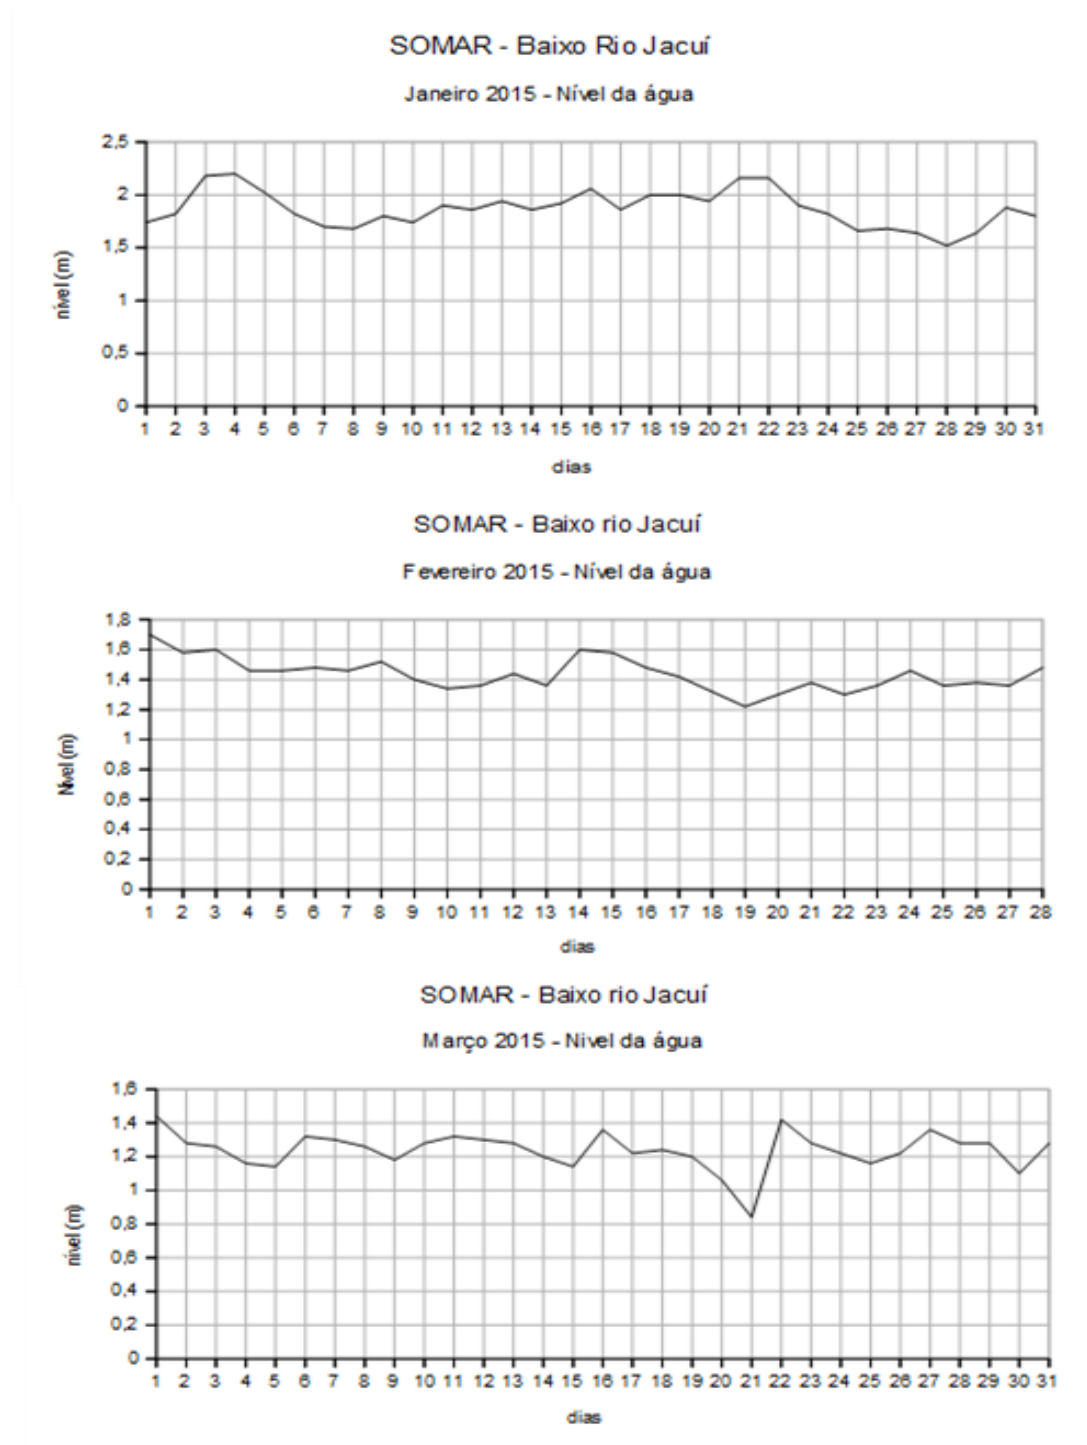 SOMAR - Baixo Rio Jacuí
Janeiro 2015 - Nível da água
2,5
2
1,5
1
0,5
0
nível (m)
1 2 3 4 5 6 7 8 9 10 11 12 13 14 15 16 17 18 19 20 21 22 23 24 25 26 27 28 29 30 31
dias
SOMAR - Baixo rio Jacuí
Fevereiro 2015 - Nível da água
1,8
1,6
1,4
1,2
1
0,8
0,6
0,4
0,2
0
Nível (m)
1 2 3 4 5 6 7 8 9 10 11 12 13 14 15 16 17 18 19 20 21 22 23 24 25 26 27 28
dias
SOMAR - Baixo rio Jacuí
Março 2015 - Nivel da água
1,6
1,4
1,2
1
0,8
0,6
0,4
0,2
0
nível (m)
1 2 3 4 5 6 7 8 9 10 11 12 13 14 15 16 17 18 19 20 21 22 23 24 25 26 27 28 29 30 31
dias